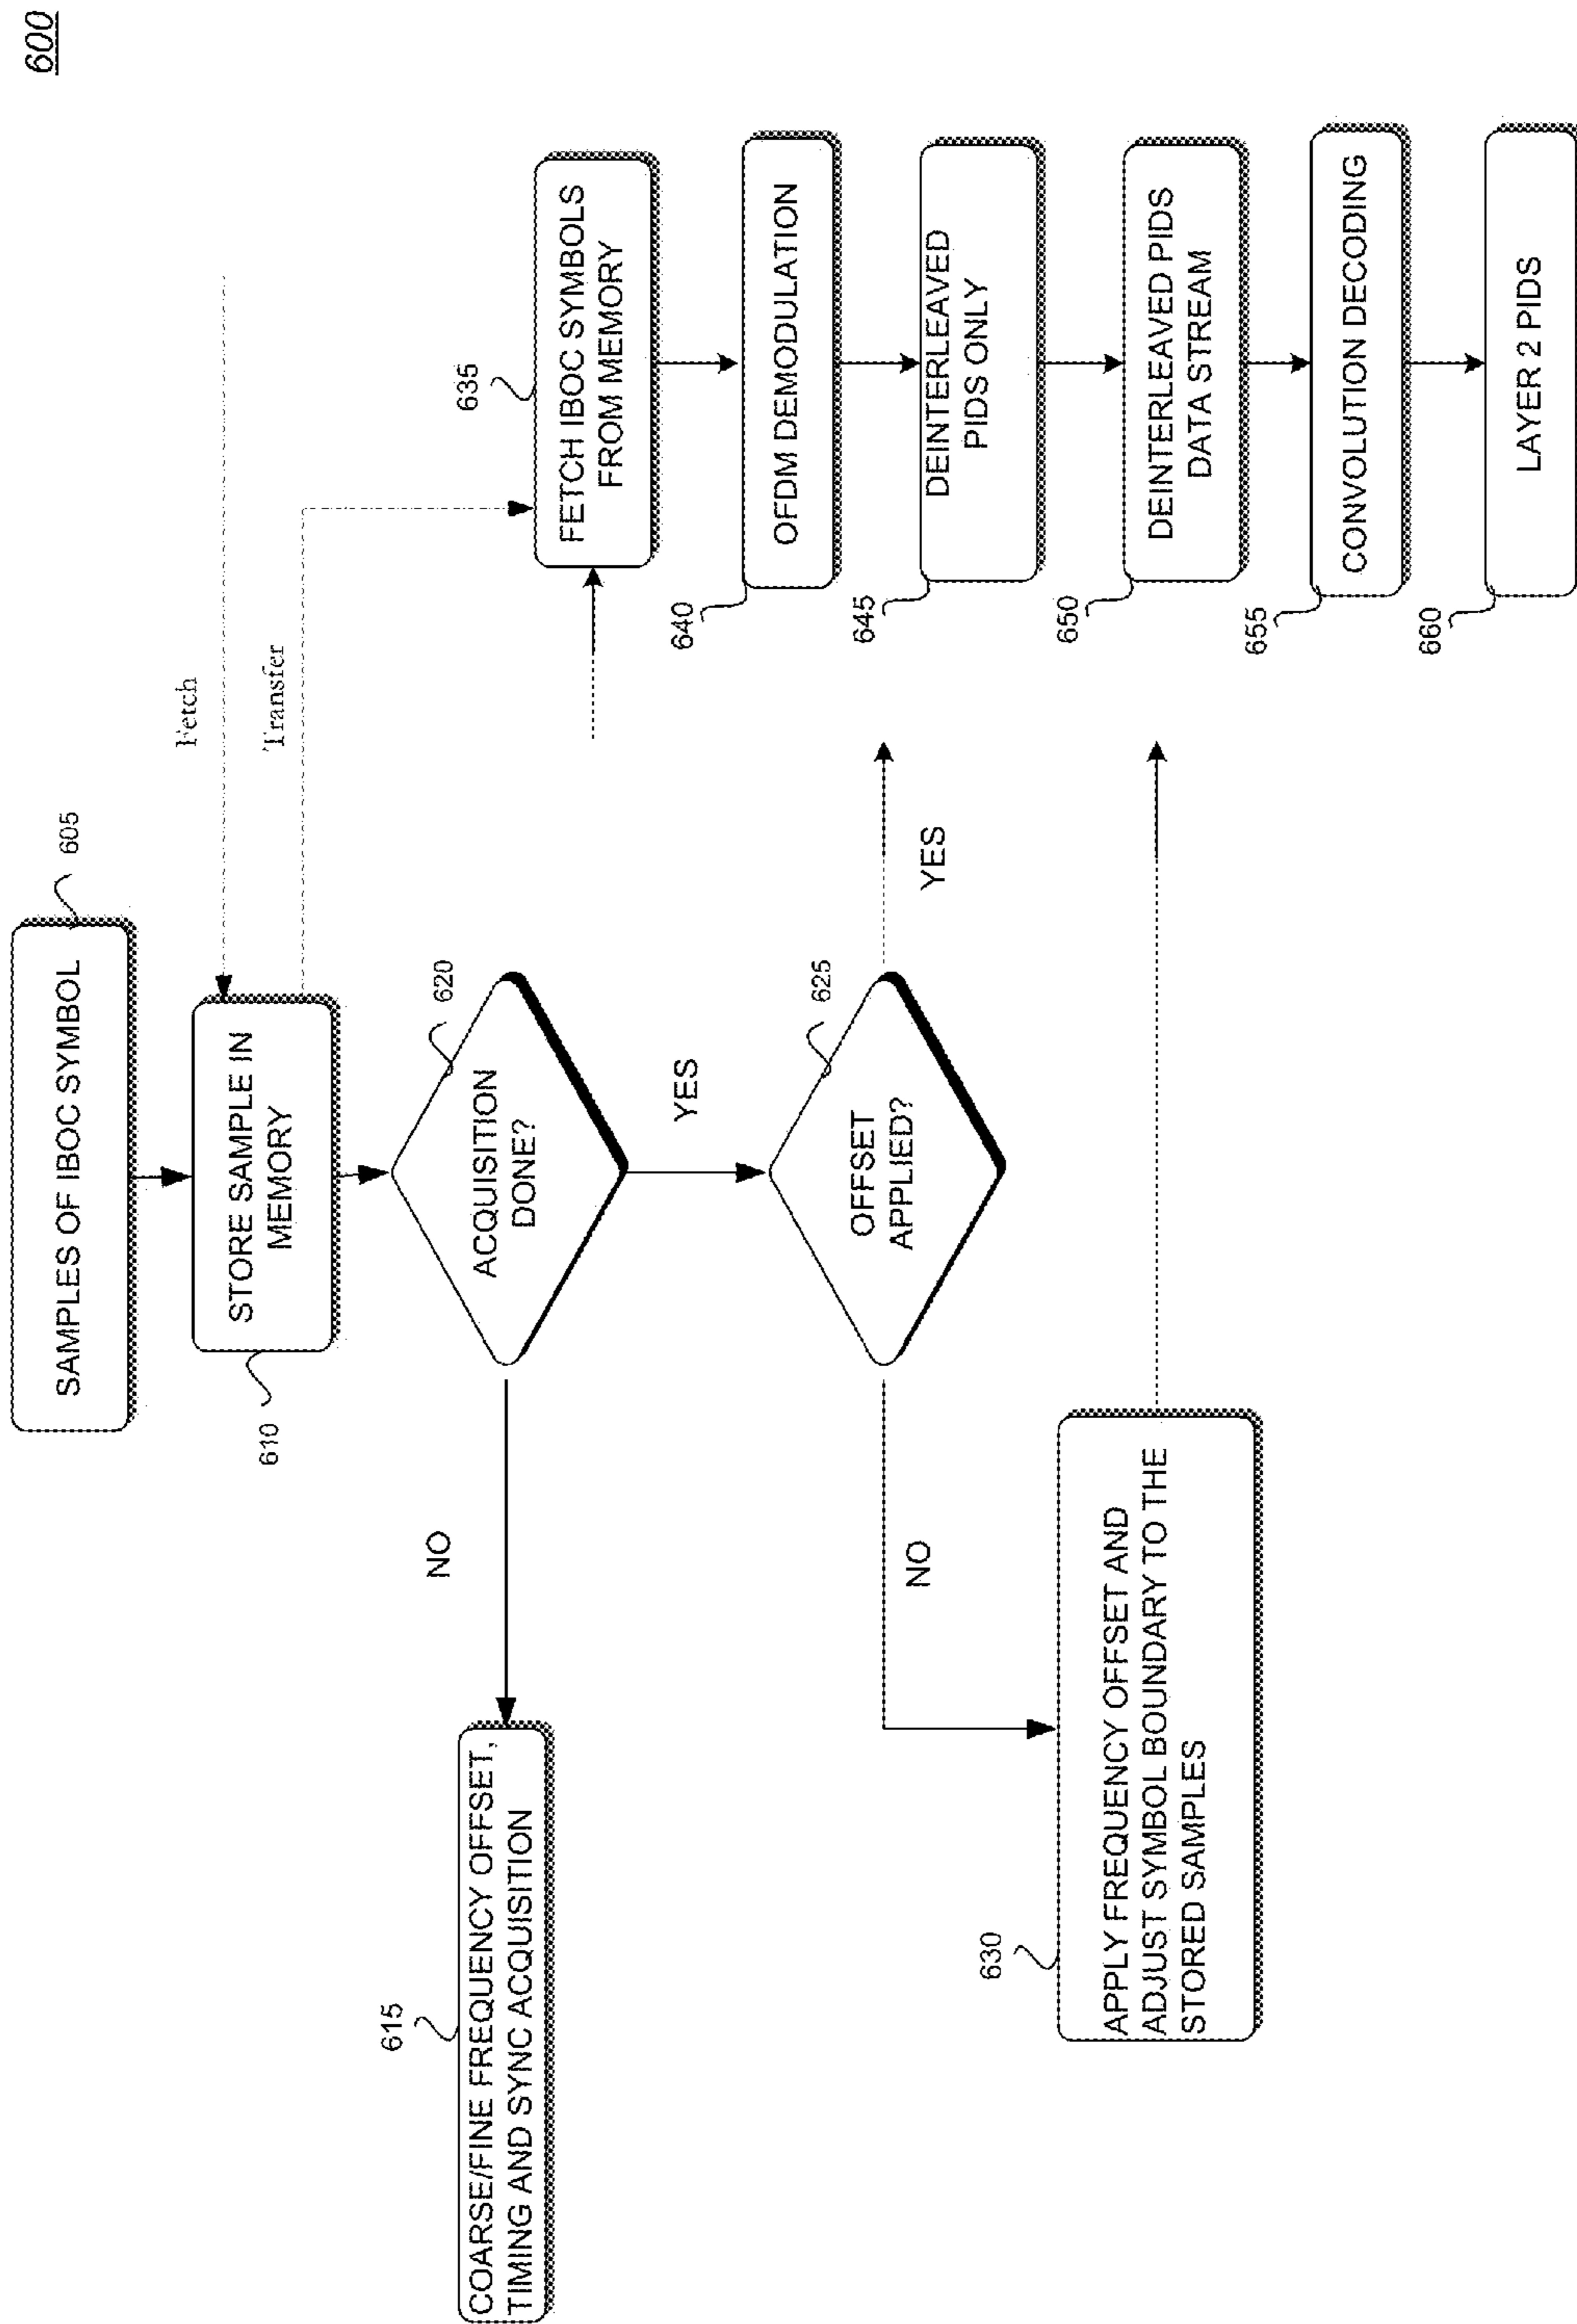 600
SAMPLES OF IBOC SYMBOL
605
STORE SAMPLE IN
MEMORY
610
Fetch
Transfer
ACQUISITION
DONE?
620
NO
YES
COARSE/FINE FREQUENCY OFFSET,
TIMING AND SYNC ACQUISITION
615
OFFSET
APPLIED?
625
YES
NO
APPLY FREQUENCY OFFSET AND
ADJUST SYMBOL BOUNDARY TO THE
STORED SAMPLES
630
FETCH IBOC SYMBOLS
FROM MEMORY
635
OFDM DEMODULATION
640
DEINTERLEAVED
PIDS ONLY
645
DEINTERLEAVED PIDS
DATA STREAM
650
CONVOLUTION DECODING
655
LAYER 2 PIDS
660